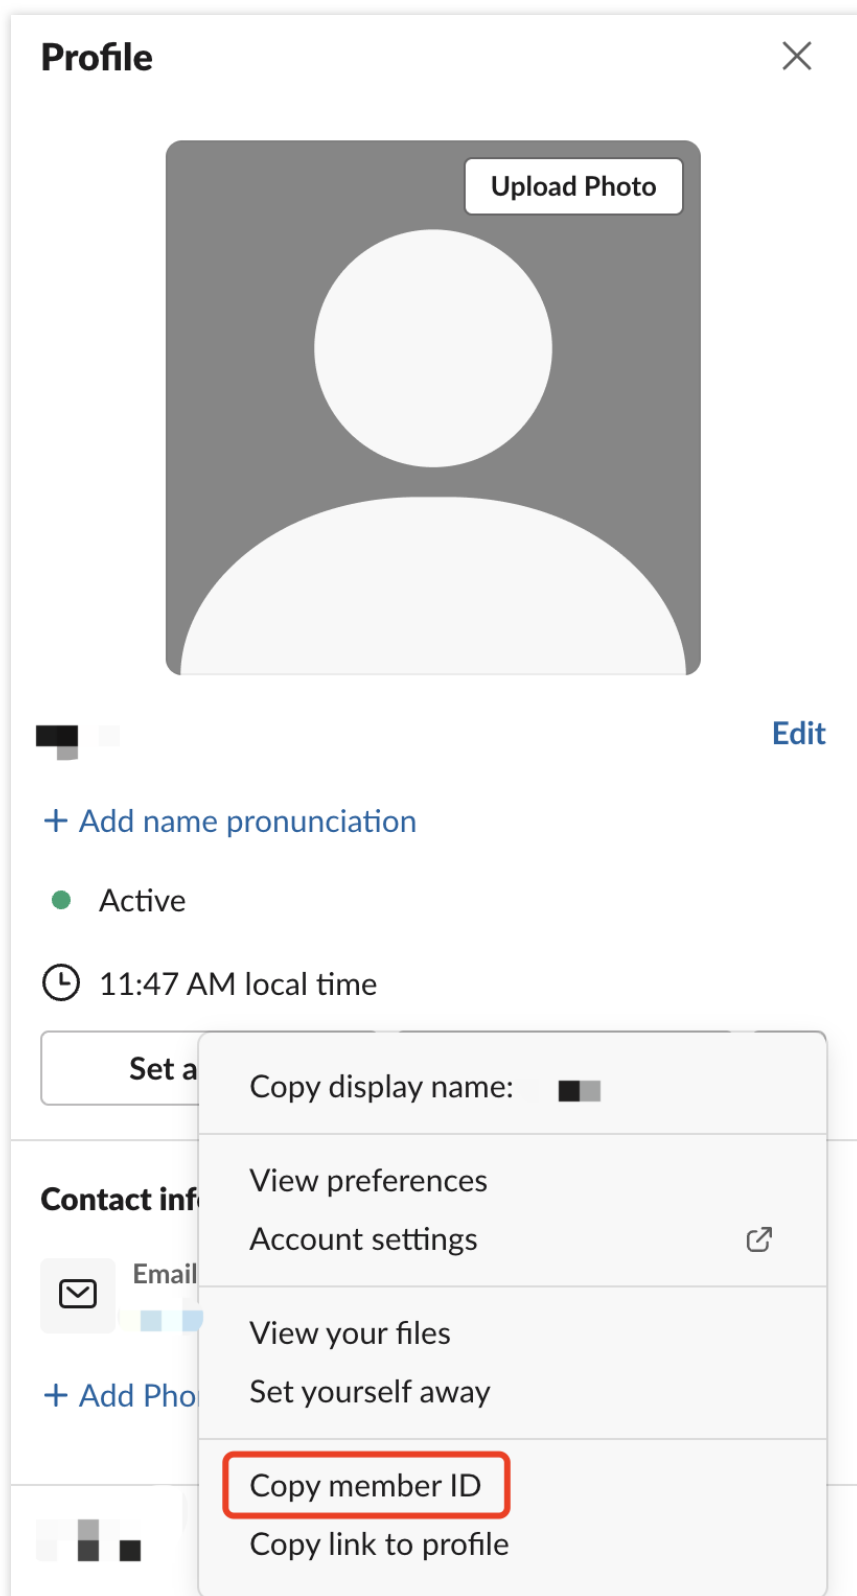 Profile
Upload Photo
Edit
+ Add name pronunciation
Active
11:47 AM local time
Set a
Copy display name:
View preferences
Contact inf
Account settings
Email
View your files
Set yourself away
+ Add Pho
Copy member ID
Copy link to profile